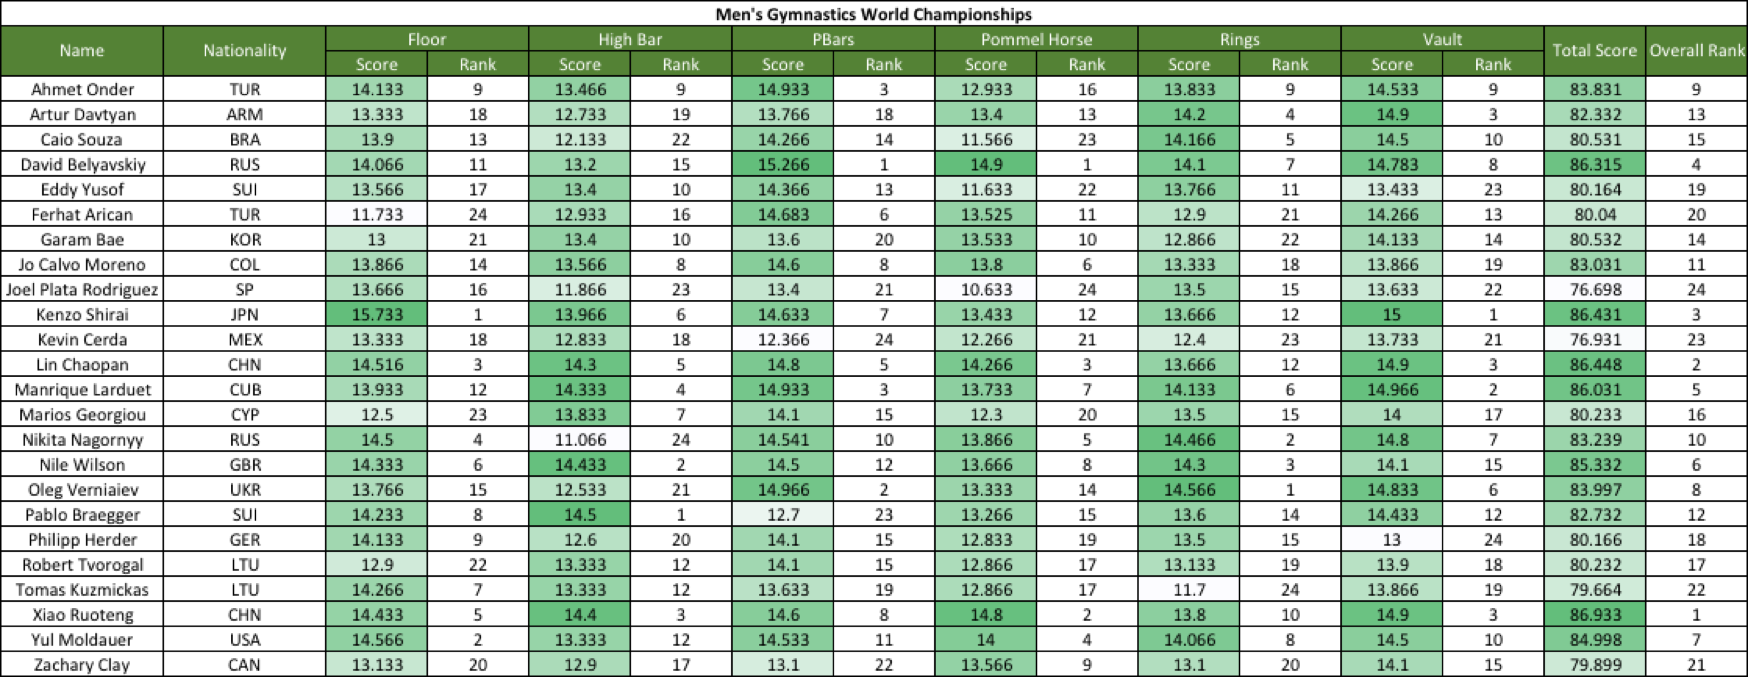 Men's Gymnastics World Championships
Name Nationality Floor High Bar PBars Pommel Horse Rings Vault Total Score Overall Rank
Score Rank Score Rank Score Rank Score Rank Score Rank Score Rank
Ahmet Onder TUR 14.133 9 13.466 9 14.933 3 12.933 16 13.833 9 14.533 9 83.831 9
Artur Davtyan ARM 13.333 18 12.733 19 13.766 18 13.4 13 14.2 4 14.9 3 82.332 13
Caio Souza BRA 13.9 13 12.133 22 14.266 14 11.566 23 14.166 5 14.5 10 80.531 15
David Belyavskiy RUS 14.066 11 13.2 15 15.266 1 14.9 1 14.1 7 14.783 8 86.315 4
Eddy Yusof SUI 13.566 17 13.4 10 14.366 13 11.633 22 13.766 11 13.433 23 80.164 19
Ferhat Arican TUR 11.733 24 12.933 16 14.683 6 13.525 11 12.9 21 14.266 13 80.04 20
Garam Bae KOR 13 21 13.4 10 13.6 20 13.533 10 12.866 22 14.133 14 80.532 14
Jo Calvo Moreno COL 13.866 14 13.566 8 14.6 8 13.8 6 13.333 18 13.866 19 83.031 11
Joel Plata Rodriguez SP 13.666 16 11.866 23 13.4 21 10.633 24 13.5 15 13.633 22 76.698 24
Kenzo Shirai JPN 15.733 1 13.966 6 14.633 7 13.433 12 13.666 12 15 1 86.431 3
Kevin Cerda MEX 13.333 18 12.833 18 12.366 24 12.266 21 12.4 23 13.733 21 76.931 23
Lin Chaopan CHN 14.516 3 14.3 5 14.8 5 14.266 3 13.666 12 14.9 3 86.448 2
Manrique Larduet CUB 13.933 12 14.333 4 14.933 3 13.733 7 14.133 6 14.966 2 86.031 5
Marios Georgiou CYP 12.5 23 13.833 7 14.1 15 12.3 20 13.5 15 14 17 80.233 16
Nikita Nagornyy RUS 14.5 4 11.066 24 14.541 10 13.866 5 14.466 2 14.8 7 83.239 10
Nile Wilson GBR 14.333 6 14.433 2 14.5 12 13.666 8 14.3 3 14.1 15 85.332 6
Oleg Verniaiev UKR 13.766 15 12.533 21 14.966 2 13.333 14 14.566 1 14.833 6 83.997 8
Pablo Braegger SUI 14.233 8 14.5 1 12.7 23 13.266 15 13.6 14 14.433 12 82.732 12
Philipp Herder GER 14.133 9 12.6 20 14.1 15 12.833 19 13.5 15 13 24 80.166 18
Robert Tvorogal LTU 12.9 22 13.333 12 14.1 15 12.866 17 13.133 19 13.9 18 80.232 17
Tomas Kuzmickas LTU 14.266 7 13.333 12 13.633 19 12.866 17 11.7 24 13.866 19 79.664 22
Xiao Ruoteng CHN 14.433 5 14.4 3 14.6 8 14.8 2 13.8 10 14.9 3 86.933 1
Yul Moldauer USA 14.566 2 13.333 12 14.533 11 14 4 14.066 8 14.5 10 84.998 7
Zachary Clay CAN 13.133 20 12.9 17 13.1 22 13.566 9 13.1 20 14.1 15 79.899 21